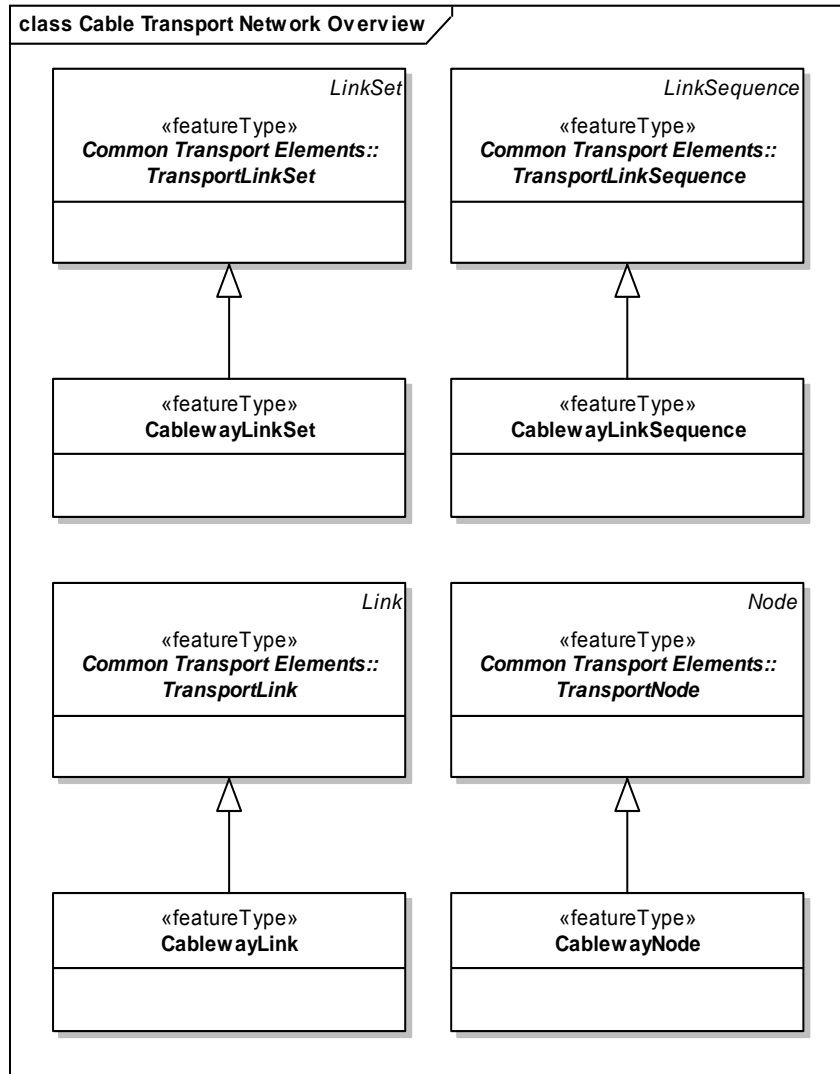 class Cable Transport Network Overview
LinkSet
«featureType»
Common Transport Elements::
TransportLinkSet
LinkSequence
«featureType»
Common Transport Elements::
TransportLinkSequence
«featureType»
CablewayLinkSet
«featureType»
CablewayLinkSequence
Link
«featureType»
Common Transport Elements::
TransportLink
Node
«featureType»
Common Transport Elements::
TransportNode
«featureType»
CablewayLink
«featureType»
CablewayNode